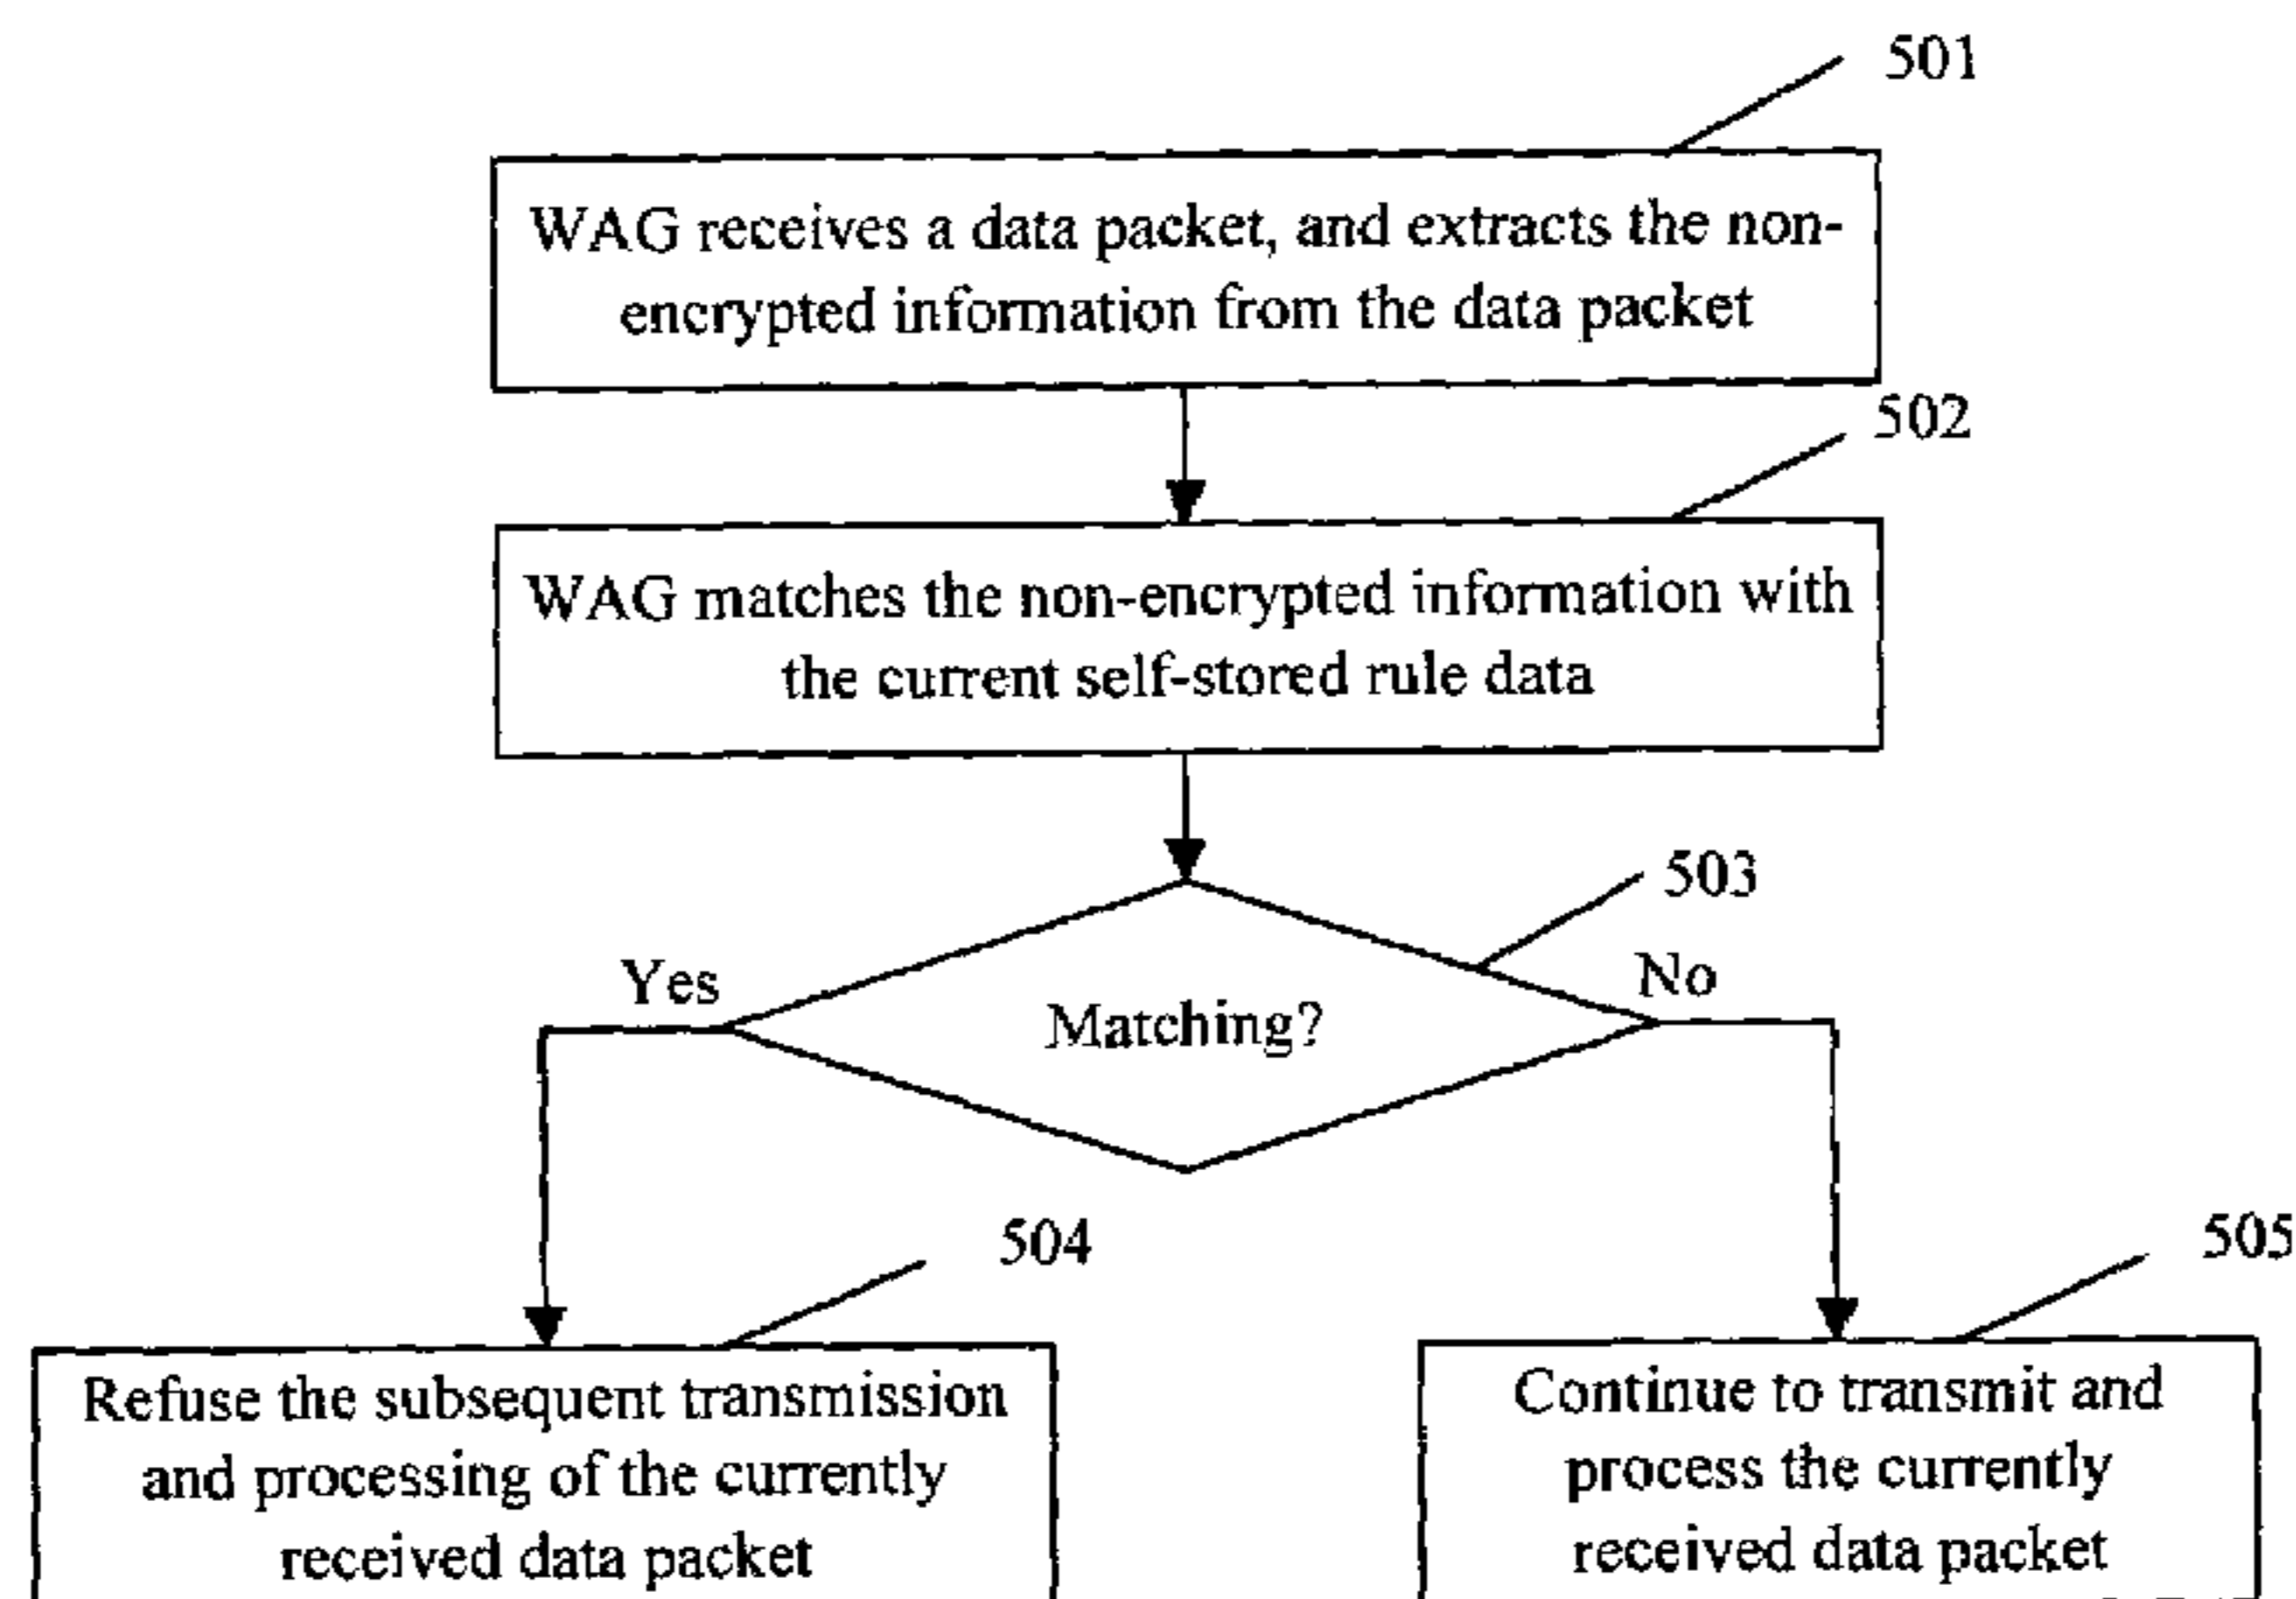 501
WAG receives a data packet, and extracts the non-
encrypted information from the data packet
502
WAG matches the non-encrypted information with
the current self-stored rule data
503
Yes
No
Matching?
504
505
Refuse the subsequent transmission
and processing of the currently
received data packet
Continue to transmit and
process the currently
received data packet